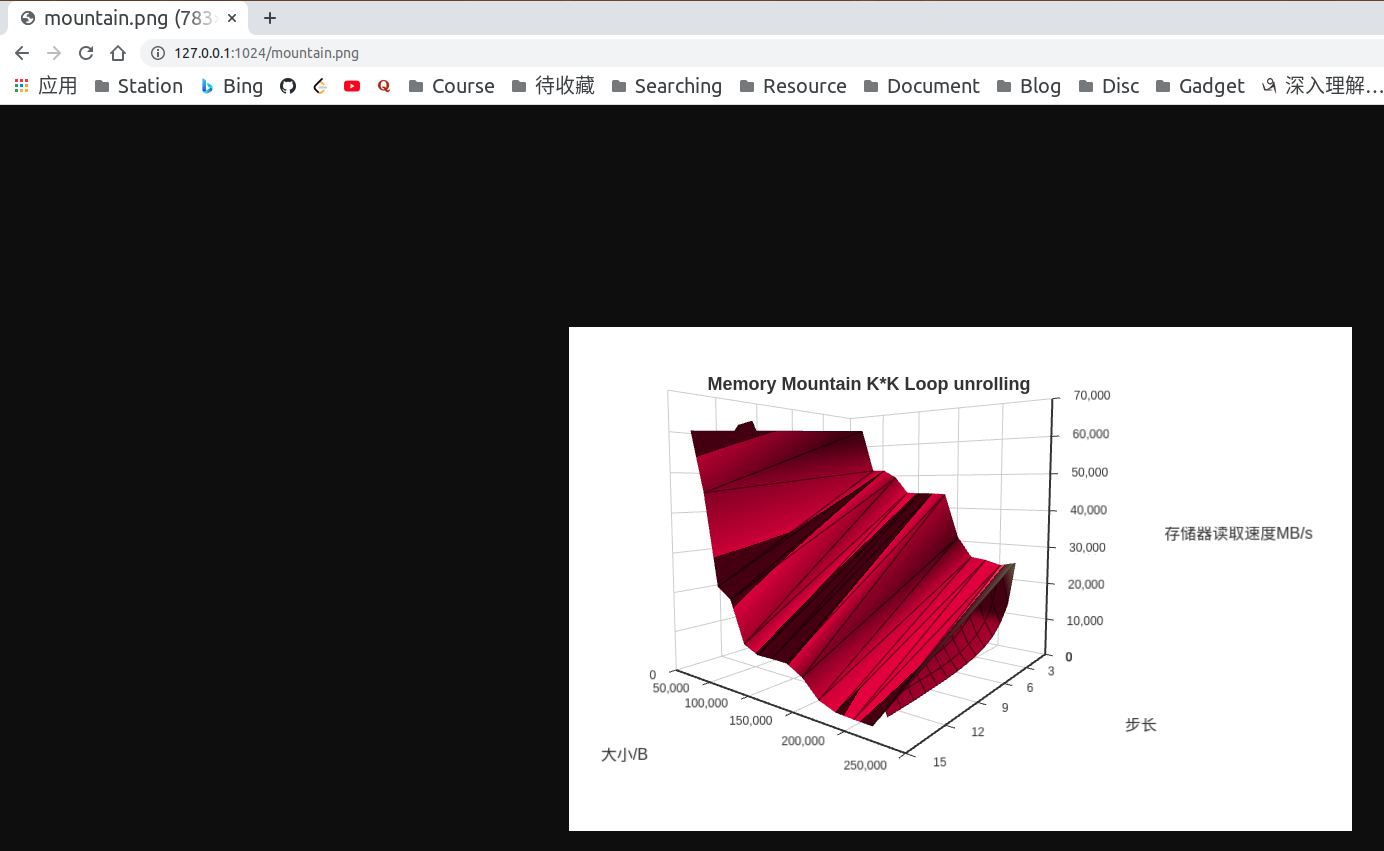 mountain.png (783
127.0.0.1:1024/mountain.png
应用 Station Bing Course 待收藏 Searching Resource Document Blog Disc Gadget 深入理解…
Memory Mountain K*K Loop unrolling
70,000
60,000
50,000
40,000
存储器读取速度MB/s
30,000
20,000
10,000
0
0
3
50,000
6
100,000
9
150,000
步长
12
200,000
大小/B
15
250,000